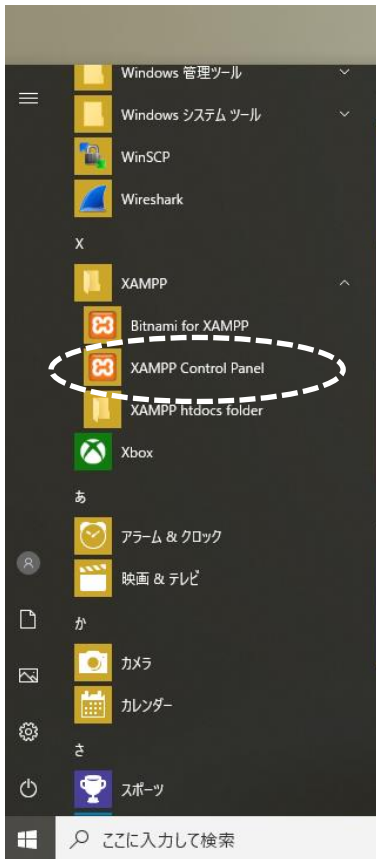 Windows 管理ツール
Windows システム ツール
WinSCP
Wireshark
X
XAMPP
Bitnami for XAMPP
XAMPP Control Panel
XAMPP htdocs folder
Xbox
あ
アラーム & クロック
映画 & テレビ
か
カメラ
カレンダー
さ
スポーツ
ここに入力して検索